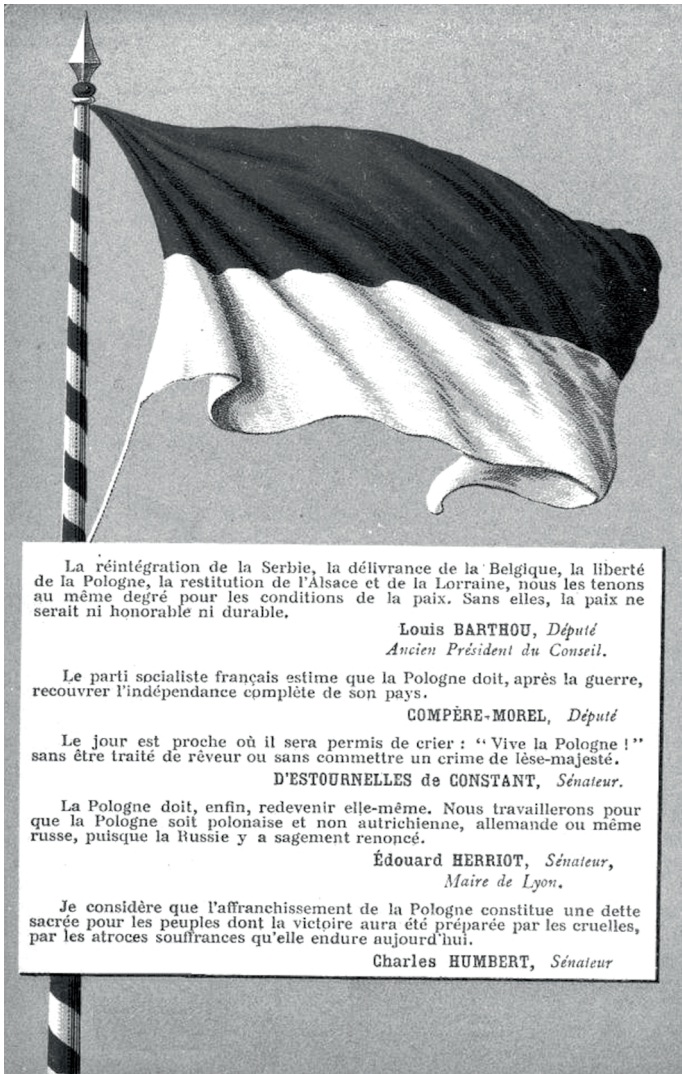 La réintégration de la Serbie, la délivrance de la Belgique, la liberté
de la Pologne, la restitution de l'Alsace et de la Lorraine, nous les tenons
au même degré pour les conditions de la paix. Sans elles, la paix ne
serait ni honorable ni durable.
Louis BARTHOU, Député
Ancien Président du Conseil.
Le parti socialiste français estime que la Pologne doit, après la guerre,
recouvrer l'indépendance complète de son pays.
COMPÈRE-MOREL, Député
Le jour est proche où il sera permis de crier : “ Vive la Pologne ! ”
sans être traité de rêveur ou sans commettre un crime de lèse-majesté.
D'ESTOURNELLES de CONSTANT, Sénateur.
La Pologne doit, enfin, redevenir elle-même. Nous travaillerons pour
que la Pologne soit polonaise et non autrichienne, allemande ou même
russe, puisque la Russie y a sagement renoncé.
Édouard HERRIOT, Sénateur,
Maire de Lyon.
Je considère que l'affranchissement de la Pologne constitue une dette
sacrée pour les peuples dont la victoire aura été préparée par les cruelles,
par les atroces souffrances qu'elle endure aujourd'hui.
Charles HUMBERT, Sénateur